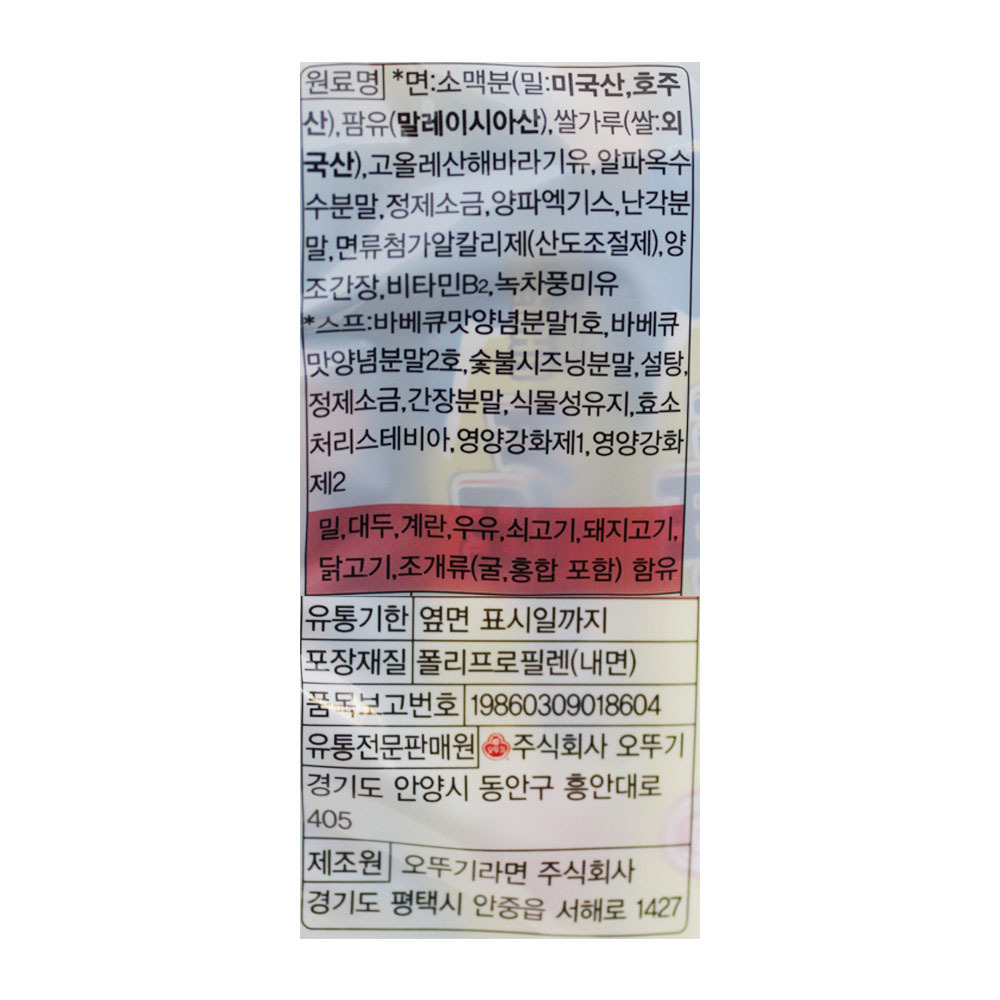 원료명 *면:소맥분(밀:미국산,호주
산),팜유(말레이시아산),쌀가루(쌀:외
국산),고올레산해바라기유,알파옥수
수분말,정제소금,양파엑기스,난각분
말,면류첨가알칼리제(산도조절제),양
조간장,비타민B2,녹차풍미유
*스프:바베큐맛양념분말1호,바베큐
맛양념분말2호,숯불시즈닝분말,설탕,
정제소금,간장분말,식물성유지,효소
처리스테비아,영양강화제1,영양강화
제2
밀,대두,계란,우유,쇠고기,돼지고기,
닭고기,조개류(굴,홍합 포함) 함유
유통기한 옆면 표시일까지
포장재질 폴리프로필렌(내면)
품목보고번호 19860309018604
유통전문판매원 주식회사 오뚜기
경기도 안양시 동안구 흥안대로
405
제조원 오뚜기라면 주식회사
경기도 평택시 안중읍 서해로 1427